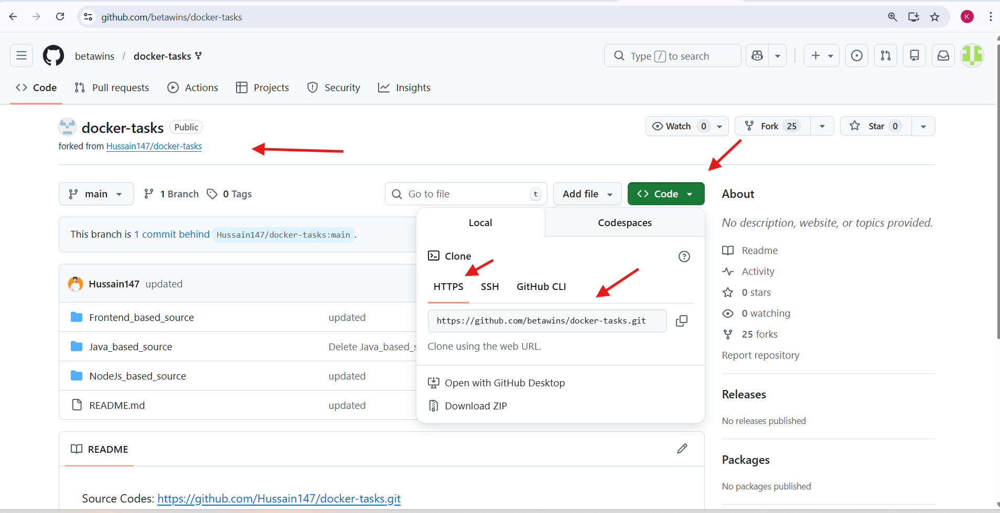 github.com/betawins/docker-tasks
K
betawins / docker-tasks
Type / to search
Code Pull requests Actions Projects Security Insights
docker-tasks Public
Watch 0 Fork 25 Star 0
forked from Hussain147/docker-tasks
main 1 Branch 0 Tags
Go to file t
Add file
Code
About
Local Codespaces
No description, website, or topics provided.
This branch is 1 commit behind Hussain147/docker-tasks:main .
Clone
Readme
Hussain147 updated
HTTPS SSH GitHub CLI
Activity
0 stars
Frontend_based_source updated
https://github.com/betawins/docker-tasks.git
0 watching
25 forks
Java_based_source Delete Java_based_s
Clone using the web URL.
Report repository
NodeJs_based_source updated
Open with GitHub Desktop
README.md updated
Download ZIP
Releases
No releases published
README
Packages
No packages published
Source Codes: https://github.com/Hussain147/docker-tasks.git